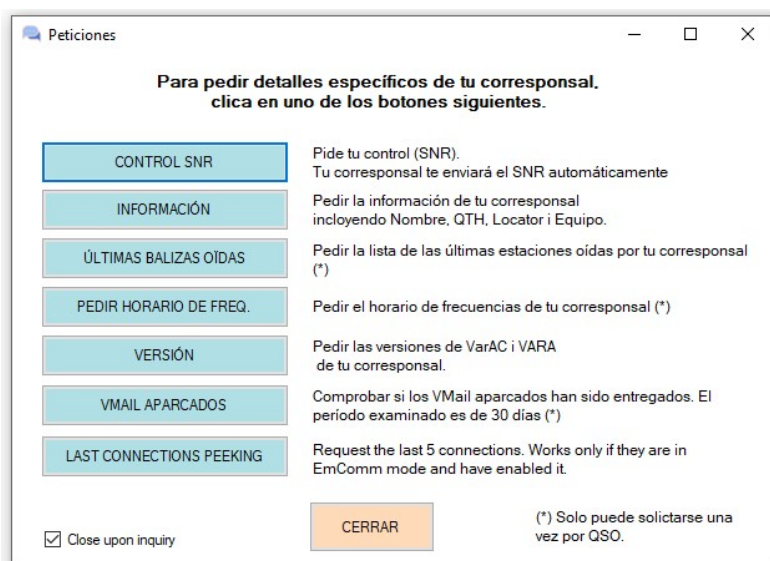 Peticiones
Para pedir detalles específicos de tu corresponsal,
clica en uno de los botones siguientes.
CONTROL SNR
Pide tu control (SNR).
Tu corresponsal te enviará el SNR automáticamente
INFORMACIÓN
Pedir la información de tu corresponsal
incluyendo Nombre, QTH, Locator i Equipo.
ÚLTIMAS BALIZAS OÏDAS
Pedir la lista de las últimas estaciones oídas por tu corresponsal
(*)
PEDIR HORARIO DE FREQ.
Pedir el horario de frecuencias de tu corresponsal (*)
VERSIÓN
Pedir las versiones de VarAC i VARA
de tu corresponsal.
VMAIL APARCADOS
Comprobar si los VMail aparcados han sido entregados. El
período examinado es de 30 días (*)
LAST CONNECTIONS PEEKING
Request the last 5 connections. Works only if they are in
EmComm mode and have enabled it.
CERRAR
(*) Solo puede solictarse una
vez por QSO.
Close upon inquiry